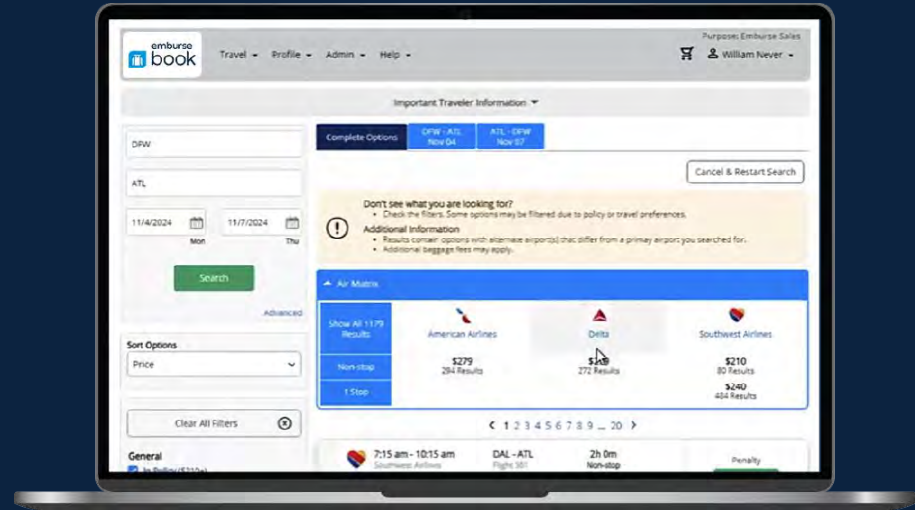 Purpose: Emburse Sales
emburse
book
Travel
Profile
Admin
Help
William Never
Important Traveler Information
DFW
ATL
11/4/2024
11/7/2024
Mon
Thu
Search
Advanced
Sort Options
Price
Clear All Filters
General
In Policy ($210+)
Complete Options
DFW - ATL
Nov 04
ATL - DFW
Nov 07
Cancel & Restart Search
Don't see what you are looking for?
• Check the filters. Some options may be filtered due to policy or travel preferences.
Additional Information
• Results contain options with alternate airport(s) that differ from a primary airport you searched for.
• Additional baggage fees may apply.
Air Matrix
Show All 1179
Results
American Airlines
Delta
Southwest Airlines
Non-stop
$279
$210
294 Results
272 Results
80 Results
1 Stop
$240
484 Results
1 2 3 4 5 6 7 8 9 ... 20
7:15 am - 10:15 am
DAL - ATL
2h 0m
Penalty
Southwest Airlines
Non-stop